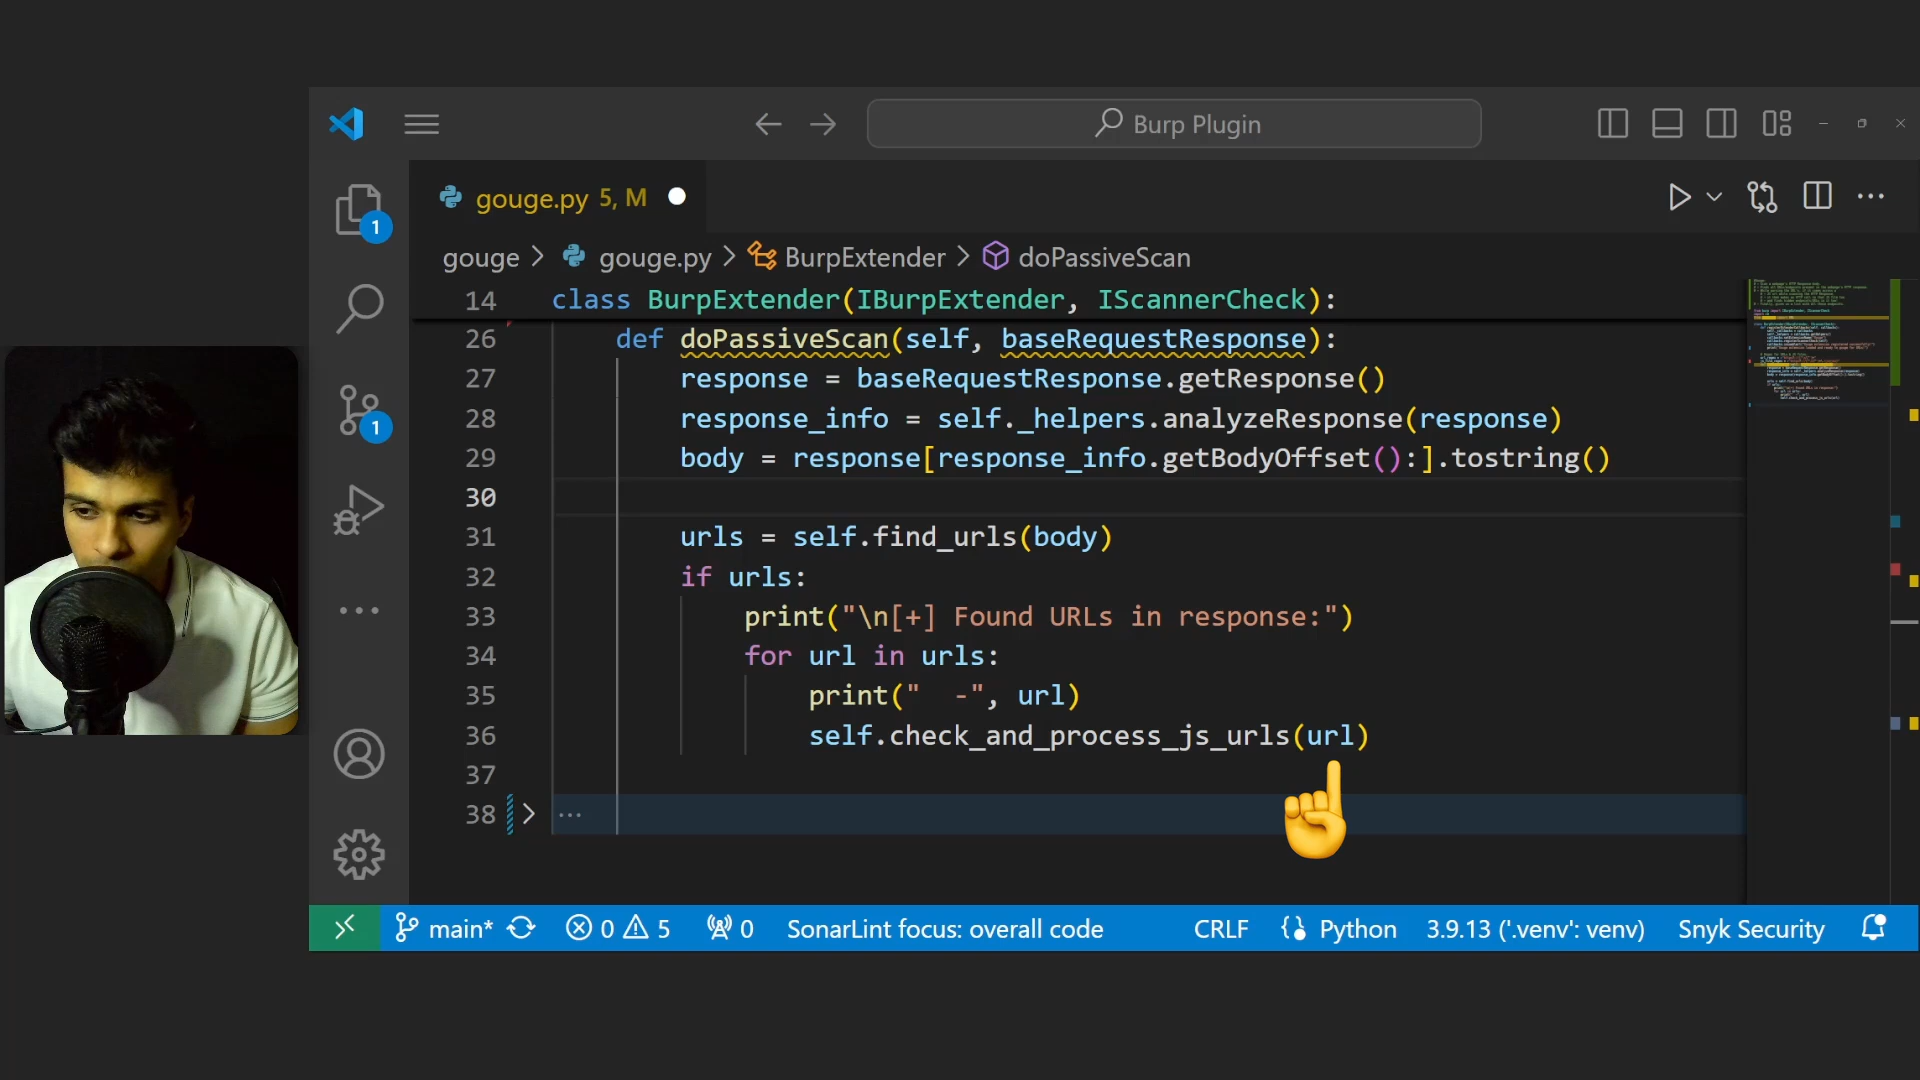 Burp Plugin
gouge.py 5, M
gouge > gouge.py > BurpExtender > doPassiveScan
14 class BurpExtender(IBurpExtender, IScannerCheck):
26 def doPassiveScan(self, baseRequestResponse):
27 response = baseRequestResponse.getResponse()
28 response_info = self._helpers.analyzeResponse(response)
29 body = response[response_info.getBodyOffset():].tostring()
30
31 urls = self.find_urls(body)
32 if urls:
33 print("\n[+] Found URLs in response:")
34 for url in urls:
35 print("  -", url)
36 self.check_and_process_js_urls(url)
37
38 > ···
1
1
main* 0 5 0 SonarLint focus: overall code CRLF Python 3.9.13 ('.venv': venv) Snyk Security